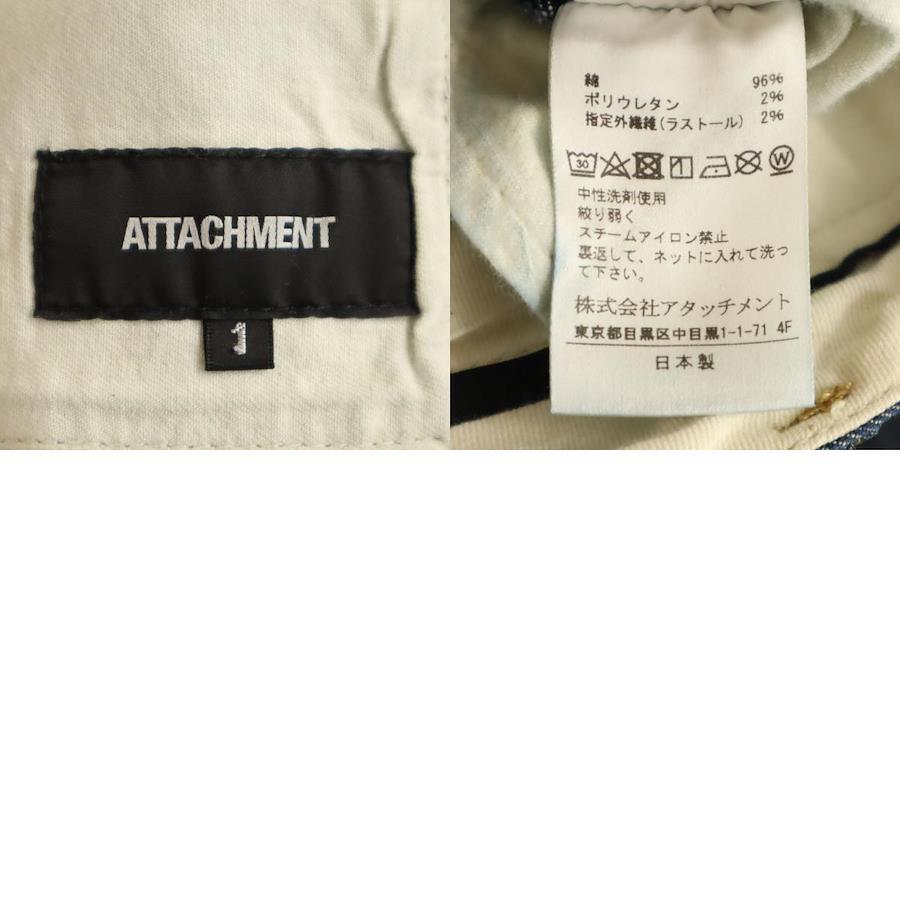 ATTACHMENT
1
綿 96%
ポリウレタン 2%
指定外繊維(ラストール) 2%
30 W
中性洗剤使用
絞り弱く
スチームアイロン禁止
裏返して、ネットに入れて洗っ
て下さい。
株式会社アタッチメント
東京都目黒区中目黒1-1-71 4F
日本製